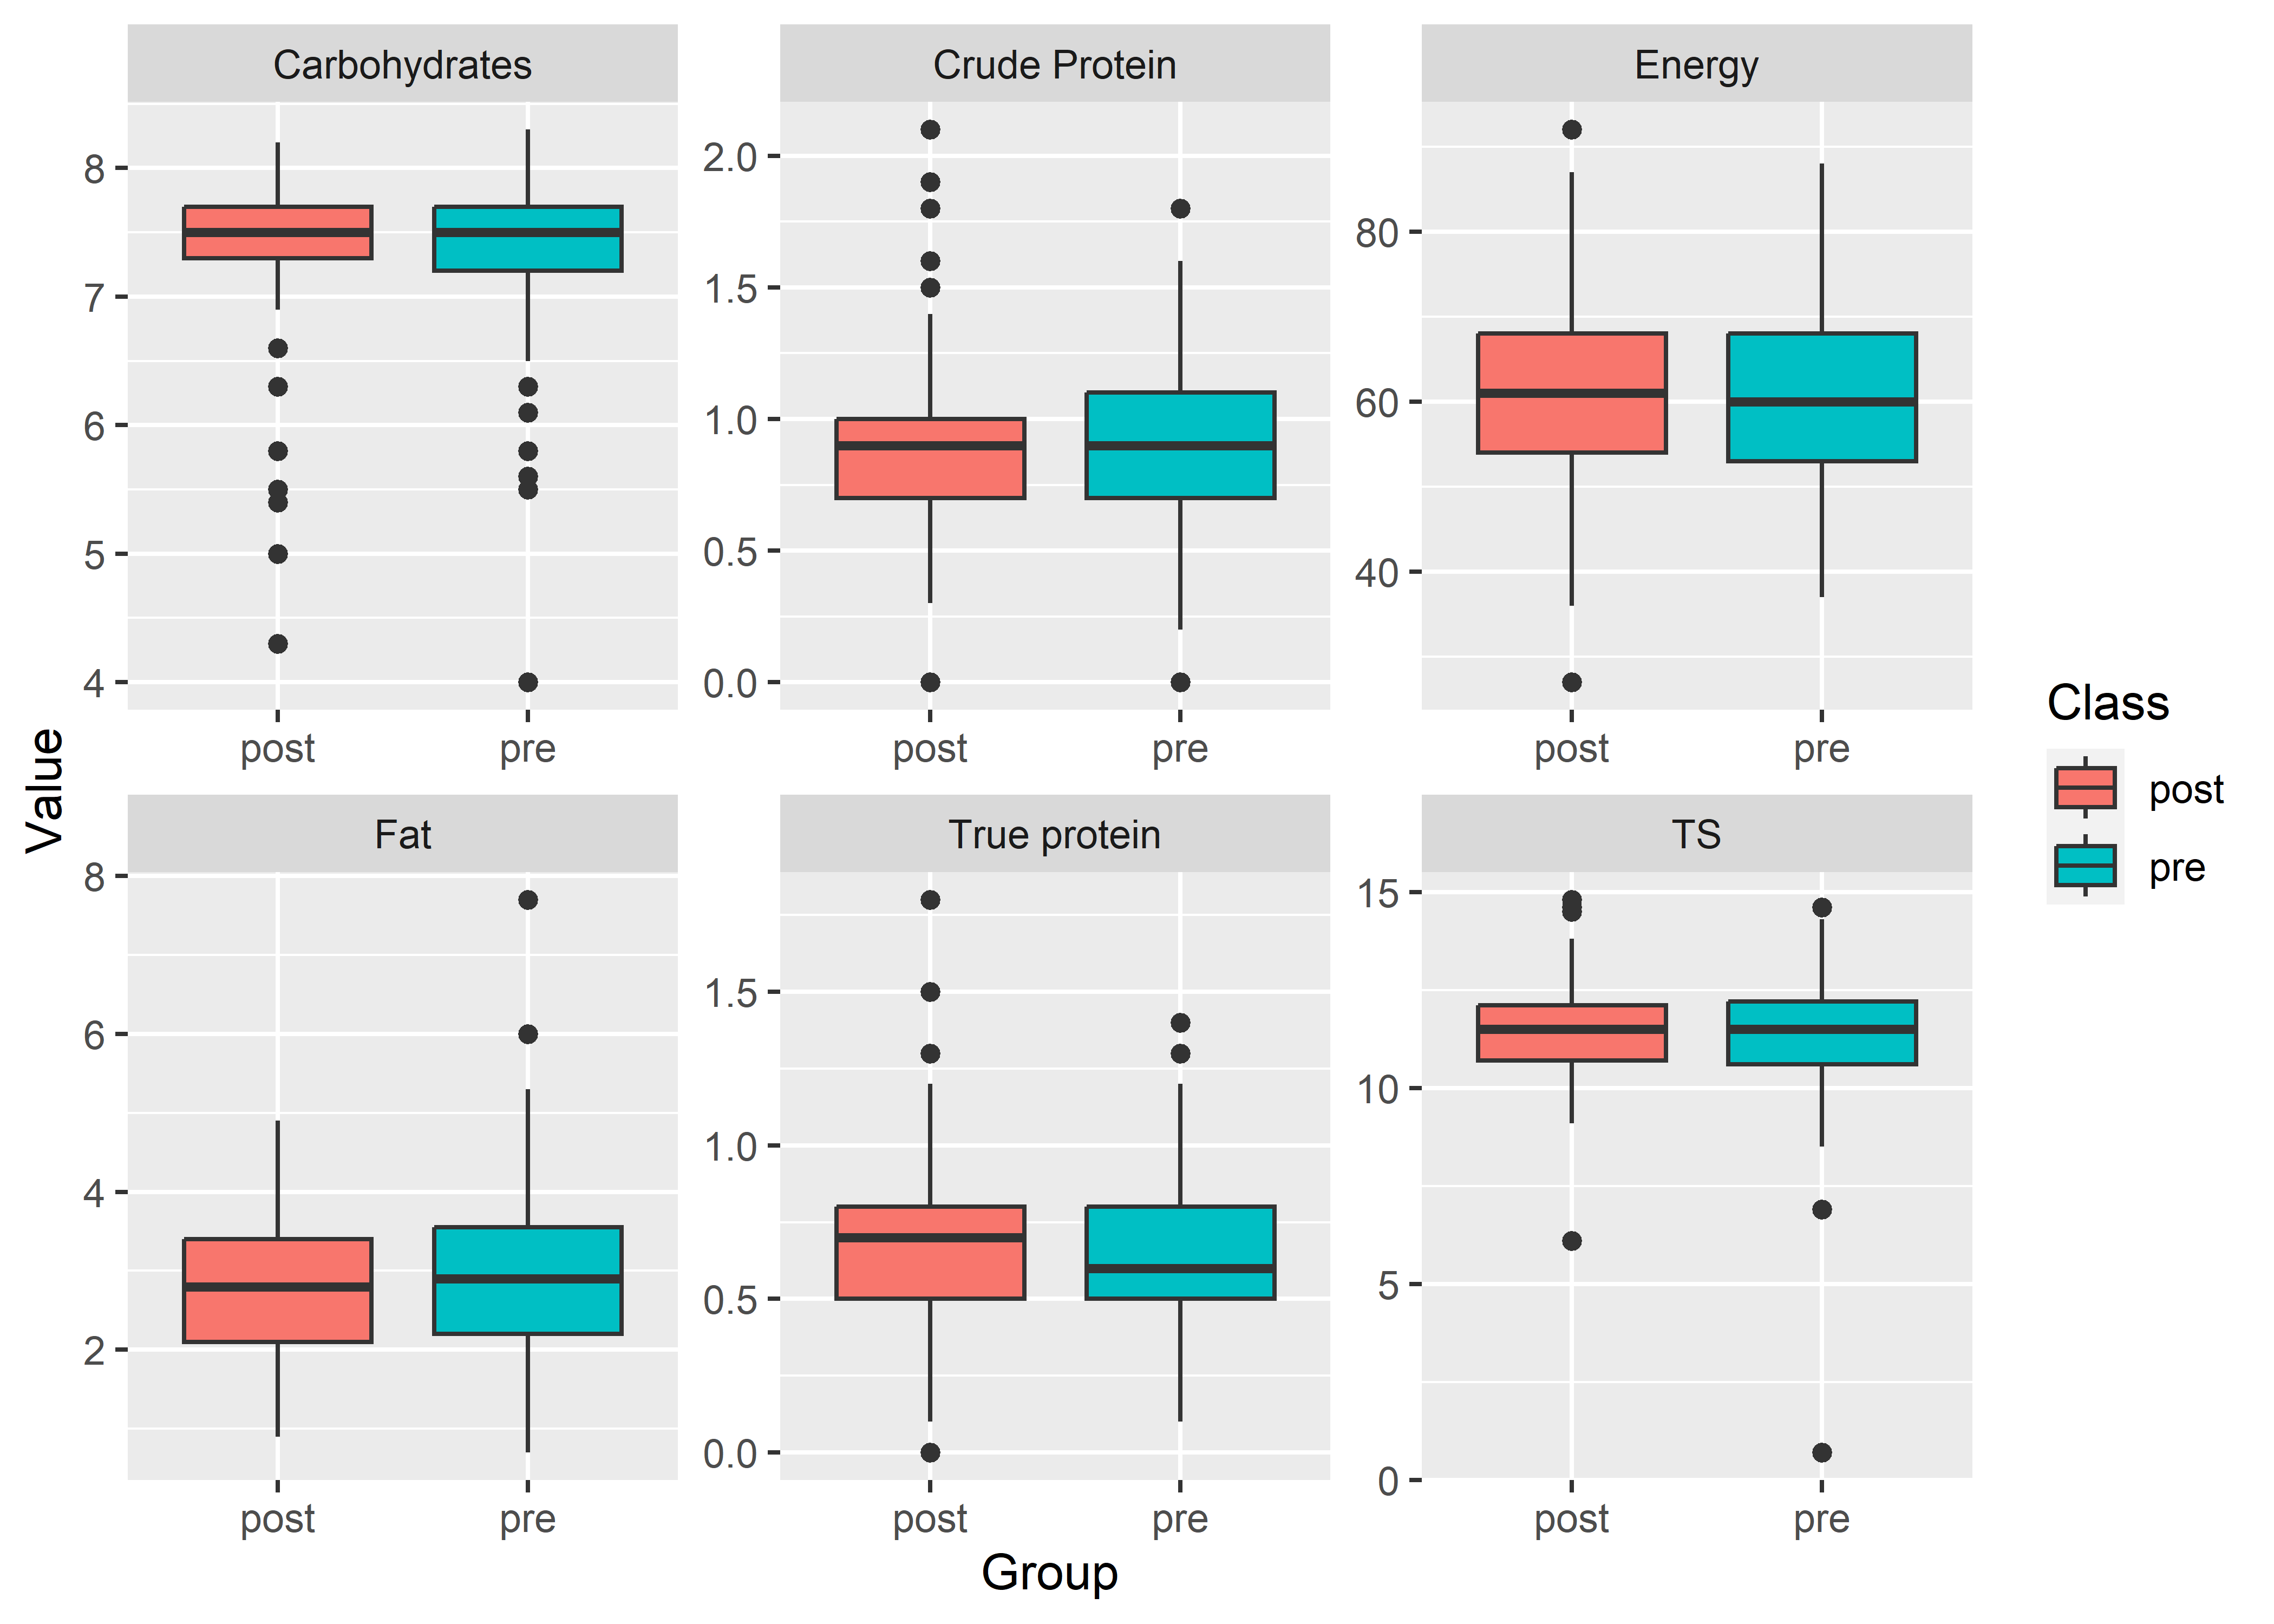 Carbohydrates
Crude Protein
Energy
8
7
6
5
4
2.0
1.5
1.0
0.5
0.0
80
60
40
post
pre
post
pre
post
pre
Fat
True protein
TS
8
6
4
2
1.5
1.0
0.5
0.0
15
10
5
0
post
pre
post
pre
post
pre
Value
Group
Class
post
pre